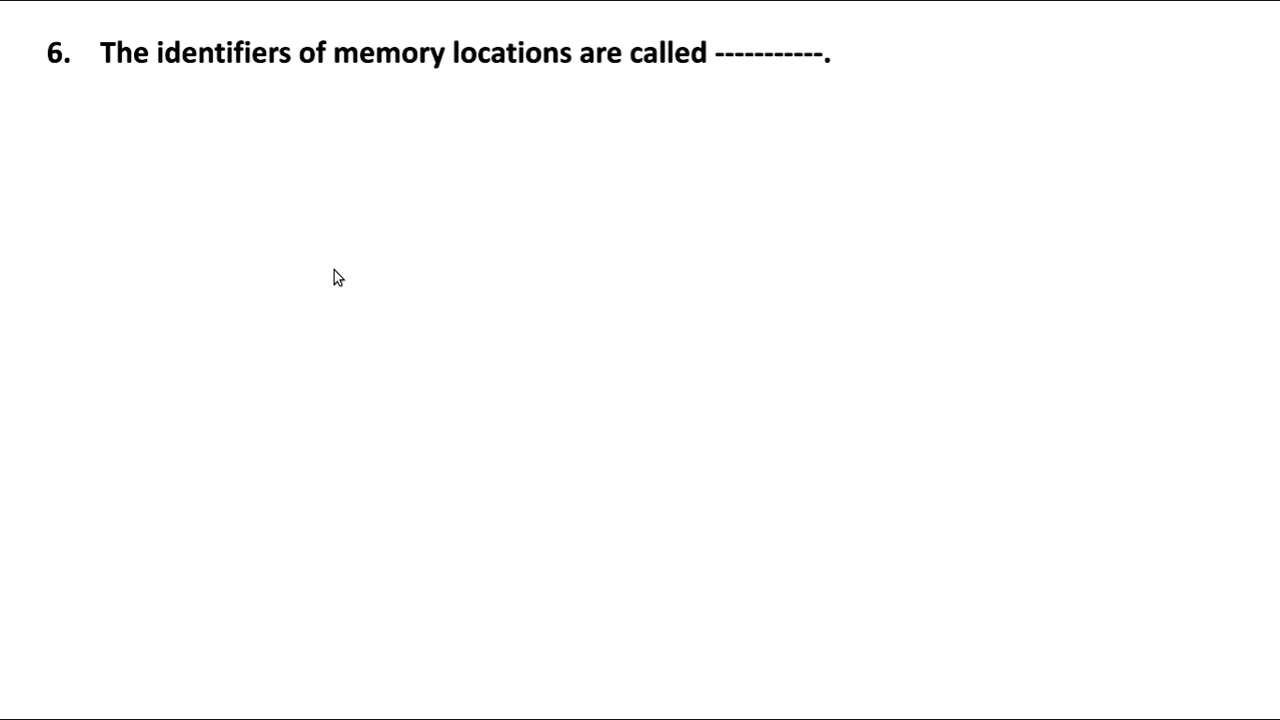 6. The identifiers of memory locations are called -----------.